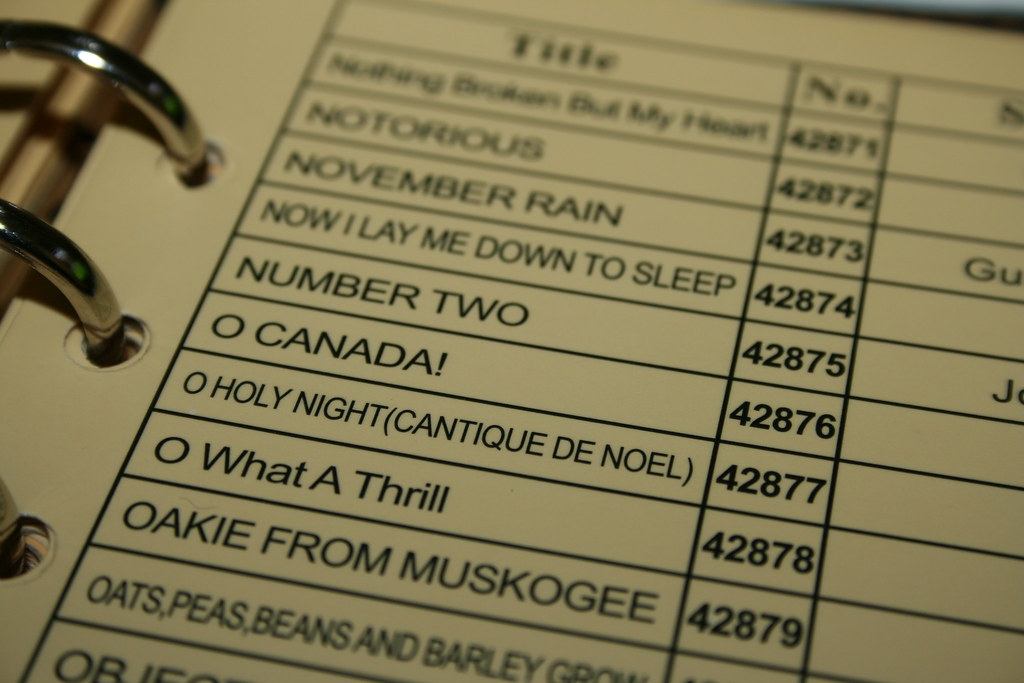 Title No. S
Nothing Broken But My Heart 42871
NOTORIOUS 42872
NOVEMBER RAIN 42873 Gu
NOW I LAY ME DOWN TO SLEEP 42874
NUMBER TWO 42875 Jo
O CANADA! 42876
O HOLY NIGHT(CANTIQUE DE NOEL) 42877
O What A Thrill 42878
OAKIE FROM MUSKOGEE 42879
OATS,PEAS,BEANS AND BARLEY GROW